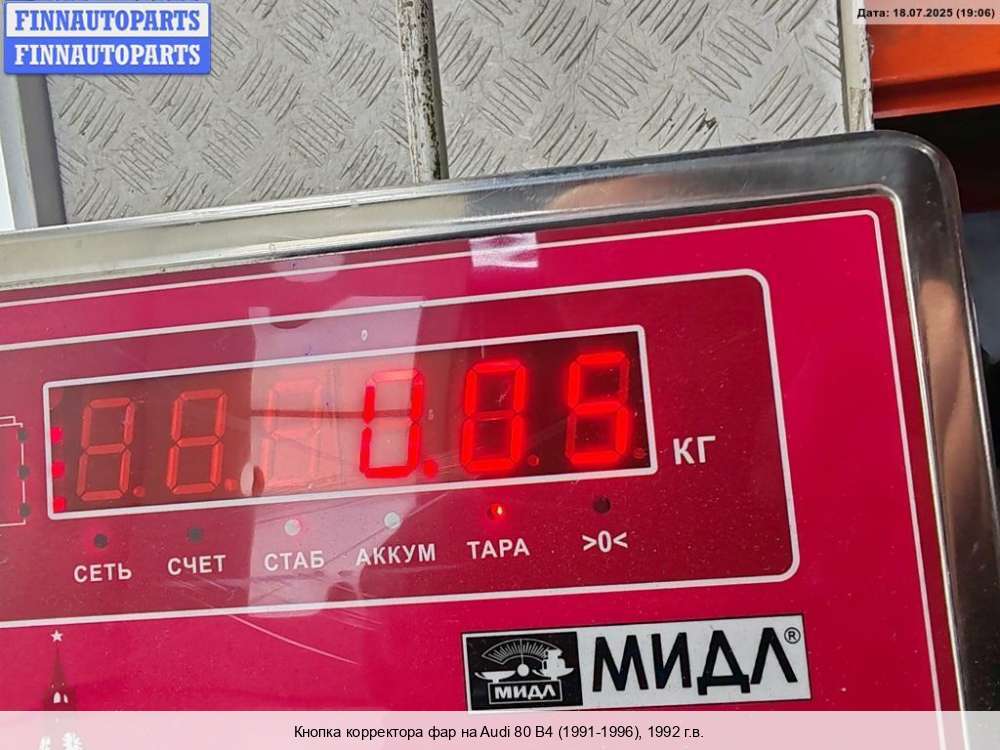 FINNAUTOPARTS
FINNAUTOPARTS
Дата: 18.07.2025 (19:06)
0.05
КГ
СЕТЬ СЧЕТ СТАБ АККУМ ТАРА >0<
МИДЛ
МИДЛ®
Кнопка корректора фар на Audi 80 B4 (1991-1996), 1992 г.в.